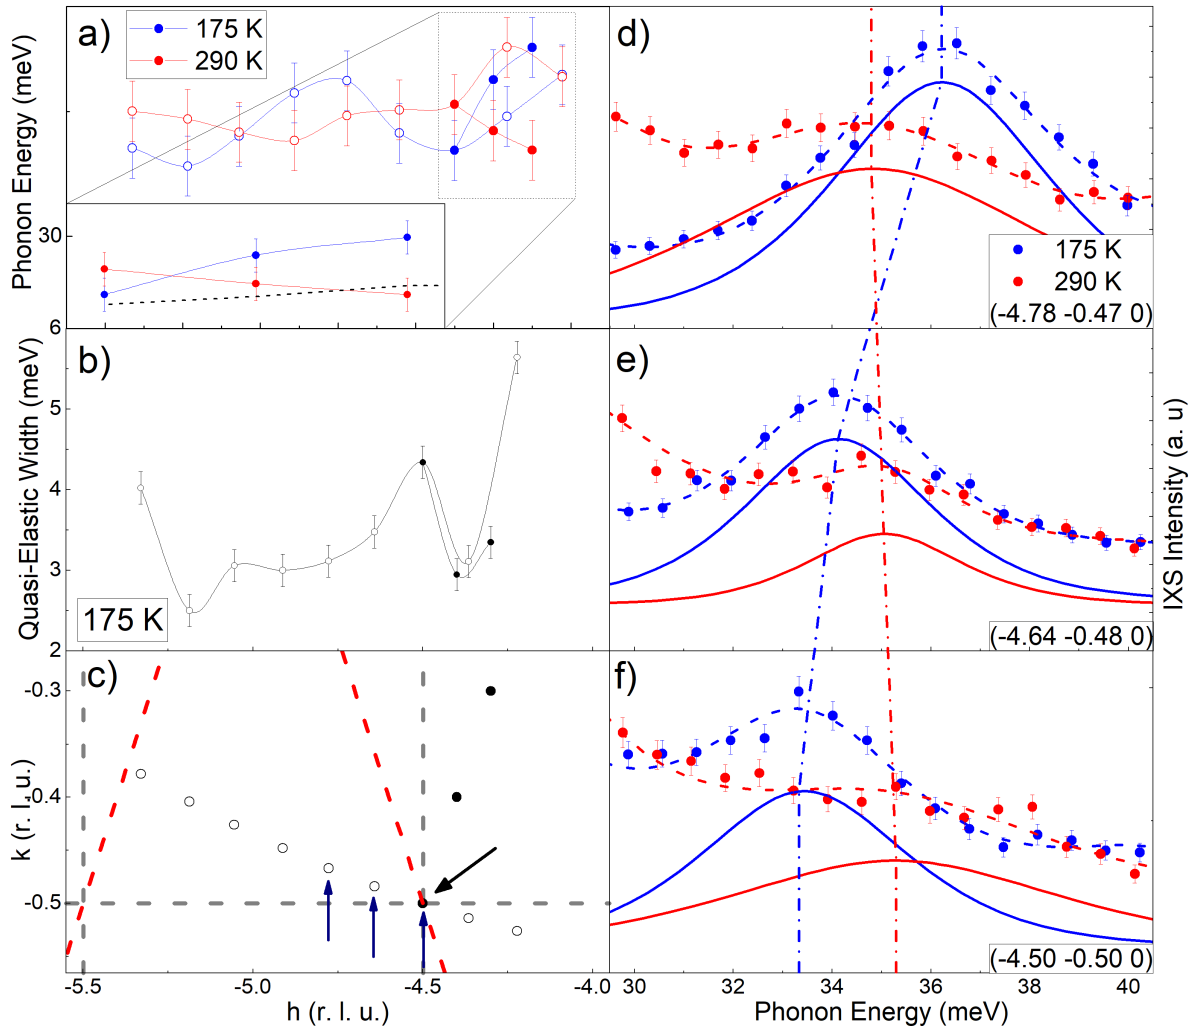 a)
175 K
290 K
Phonon Energy (meV)
30
b)
6
5
4
3
2
Quasi-Elastic Width (meV)
175 K
c)
-0.3
-0.4
-0.5
k (r. l. u.)
-5.5
-5.0
-4.5
-4.0
h (r. l. u.)
d)
175 K
290 K
(-4.78 -0.47 0)
e)
(-4.64 -0.48 0)
IXS Intensity (a. u)
f)
(-4.50 -0.50 0)
30
32
34
36
38
40
Phonon Energy (meV)